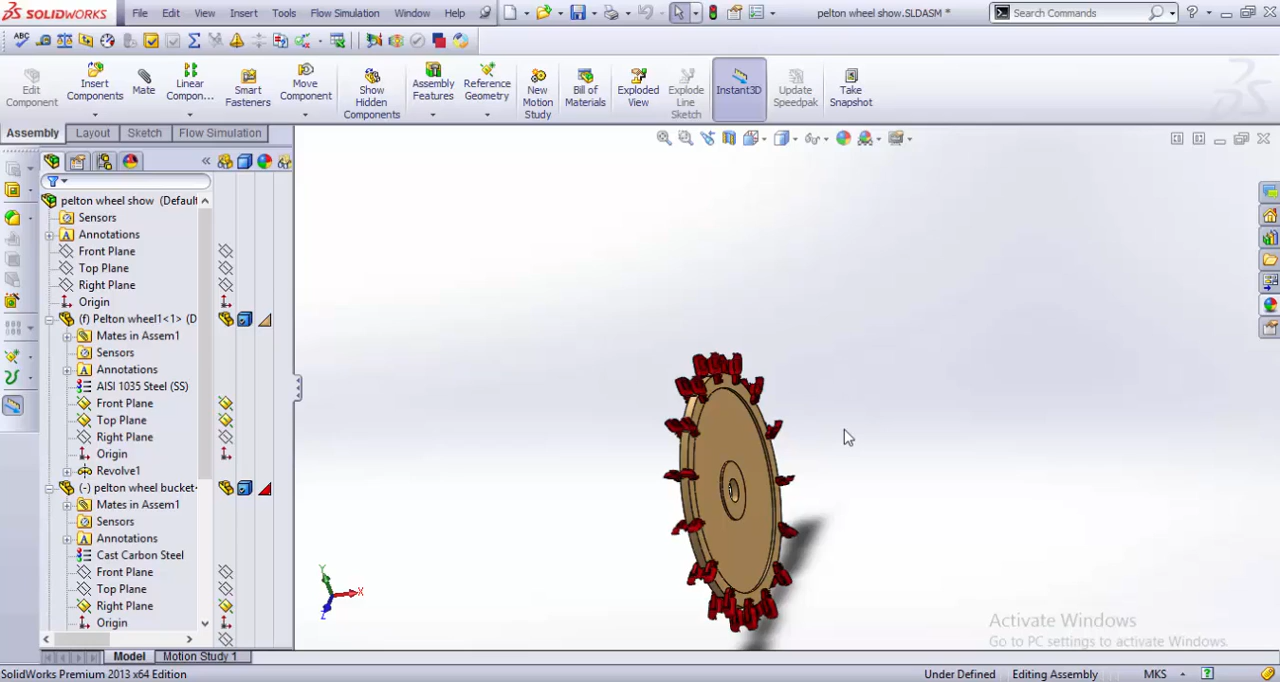 SOLIDWORKS File Edit View Insert Tools Flow Simulation Window Help pelton wheel show.SLDASM * Search Commands
Edit Component Insert Components Mate Linear Compon... Smart Fasteners Move Component Show Hidden Components Assembly Features Reference Geometry New Motion Study Bill of Materials Exploded View Explode Line Sketch Instant3D Update Speedpak Take Snapshot
Assembly Layout Sketch Flow Simulation
pelton wheel show (Default
Sensors
Annotations
Front Plane
Top Plane
Right Plane
Origin
(f) Pelton wheel1<1> (D
Mates in Assem1
Sensors
Annotations
AISI 1035 Steel (SS)
Front Plane
Top Plane
Right Plane
Origin
Revolve1
(-) pelton wheel bucket
Mates in Assem1
Sensors
Annotations
Cast Carbon Steel
Front Plane
Top Plane
Right Plane
Origin
Y
X
Z
Activate Windows
Go to PC settings to activate Windows.
Model Motion Study 1
SolidWorks Premium 2013 x64 Edition Under Defined Editing Assembly MKS